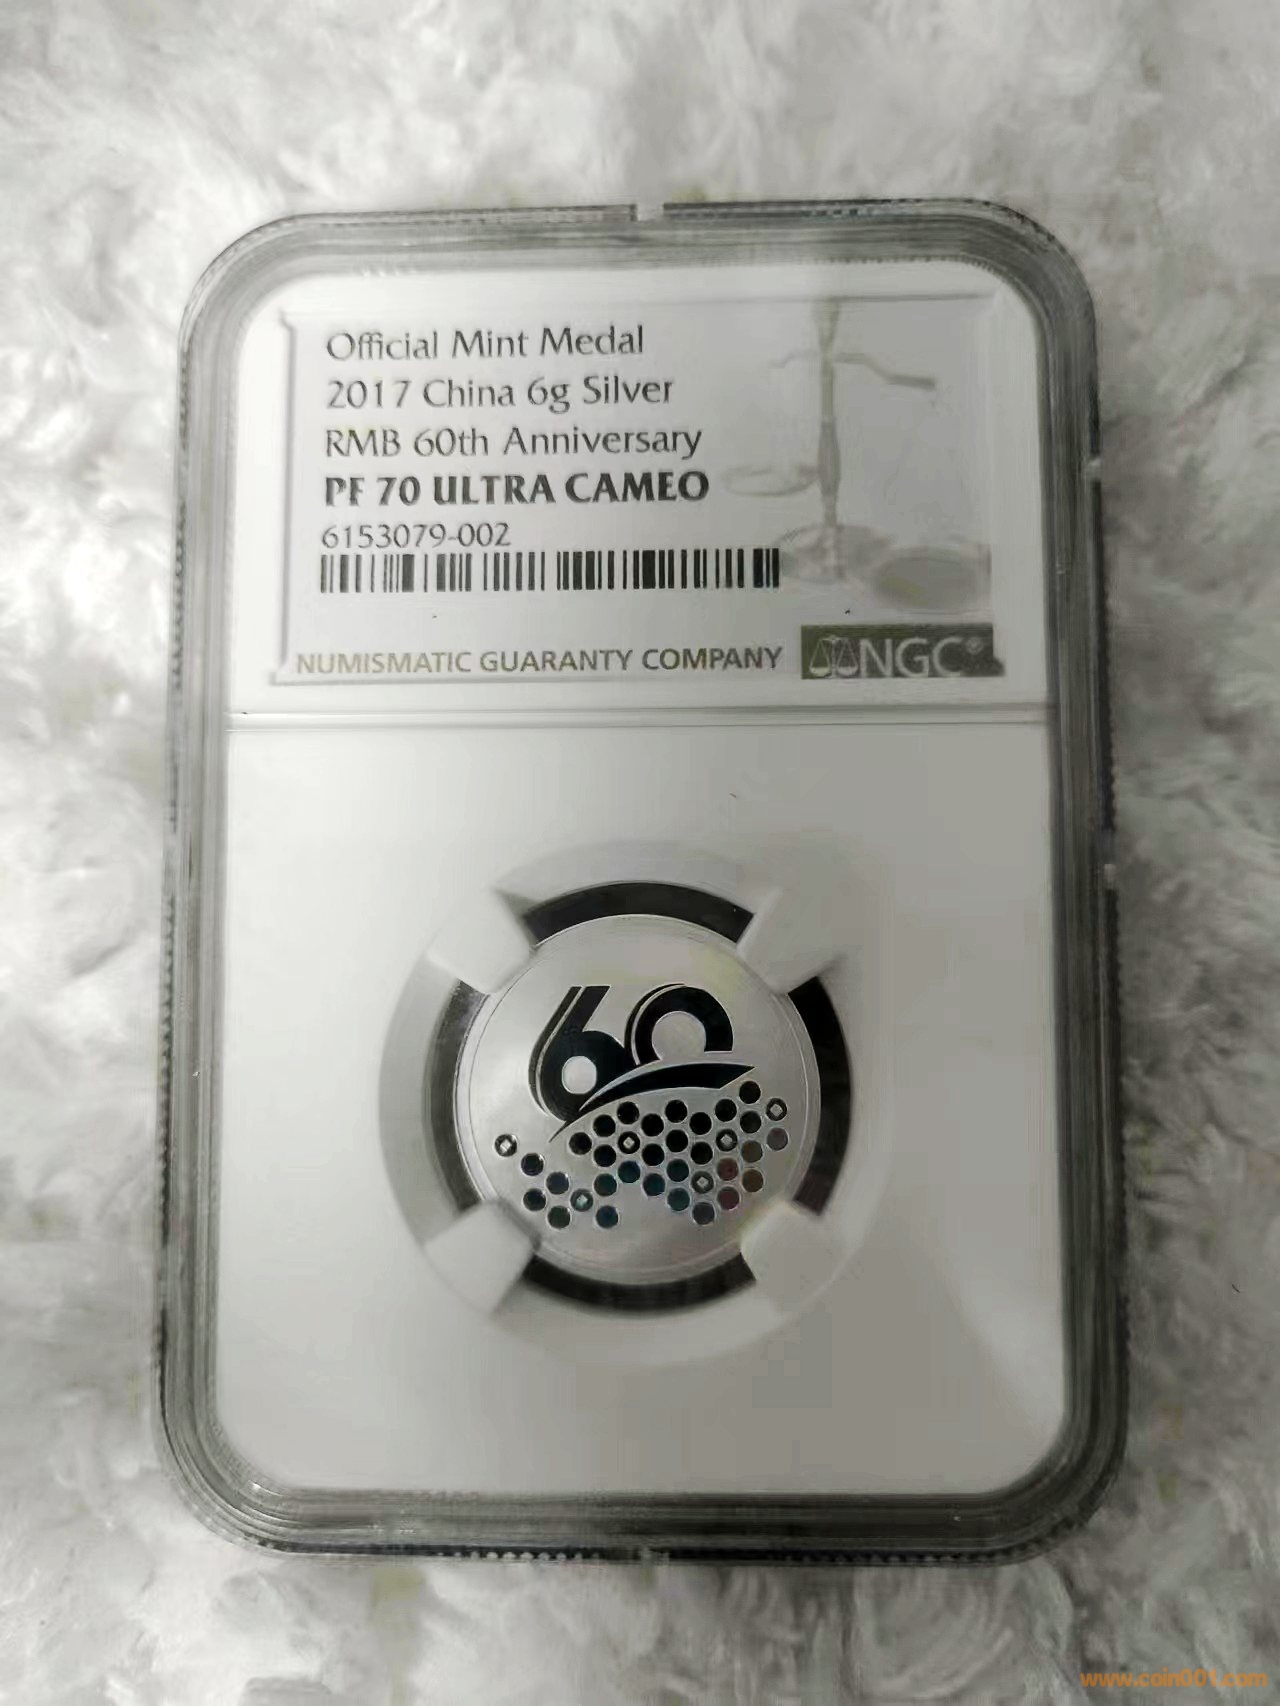 Official Mint Medal
2017 China 6g Silver
RMB 60th Anniversary
PF 70 ULTRA CAMEO
6153079-002
NUMISMATIC GUARANTY COMPANY NGC®
60
www.coin001.com